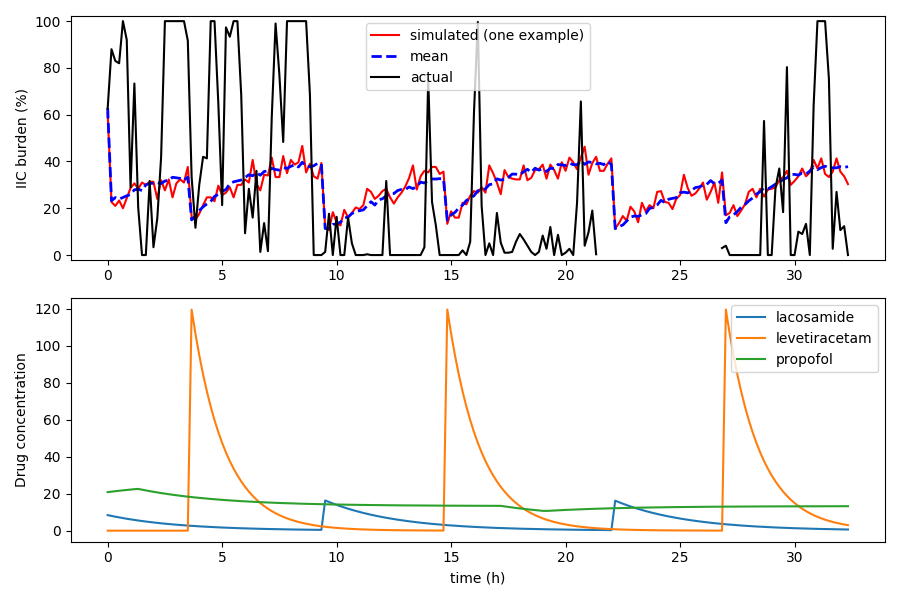 IIC burden (%)
100
80
60
40
20
0
simulated (one example)
mean
actual
0 5 10 15 20 25 30
Drug concentration
120
100
80
60
40
20
0
lacosamide
levetiracetam
propofol
0 5 10 15 20 25 30
time (h)